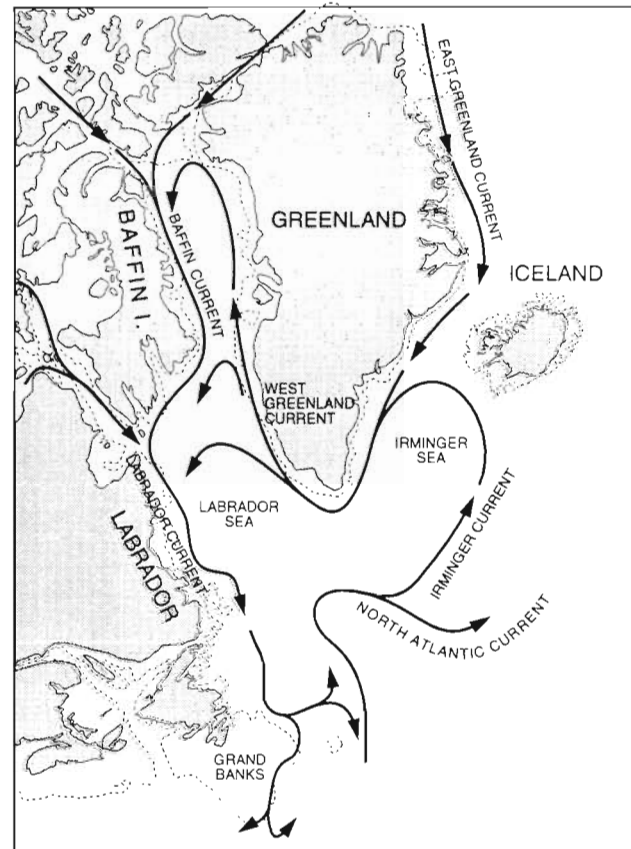 EAST GREENLAND CURRENT
GREENLAND
ICELAND
BAFFIN I.
BAFFIN CURRENT
WEST
GREENLAND
CURRENT
IRMINGER
SEA
LABRADOR
SEA
LABRADOR CURRENT
LABRADOR
IRMINGER CURRENT
NORTH ATLANTIC CURRENT
GRAND
BANKS